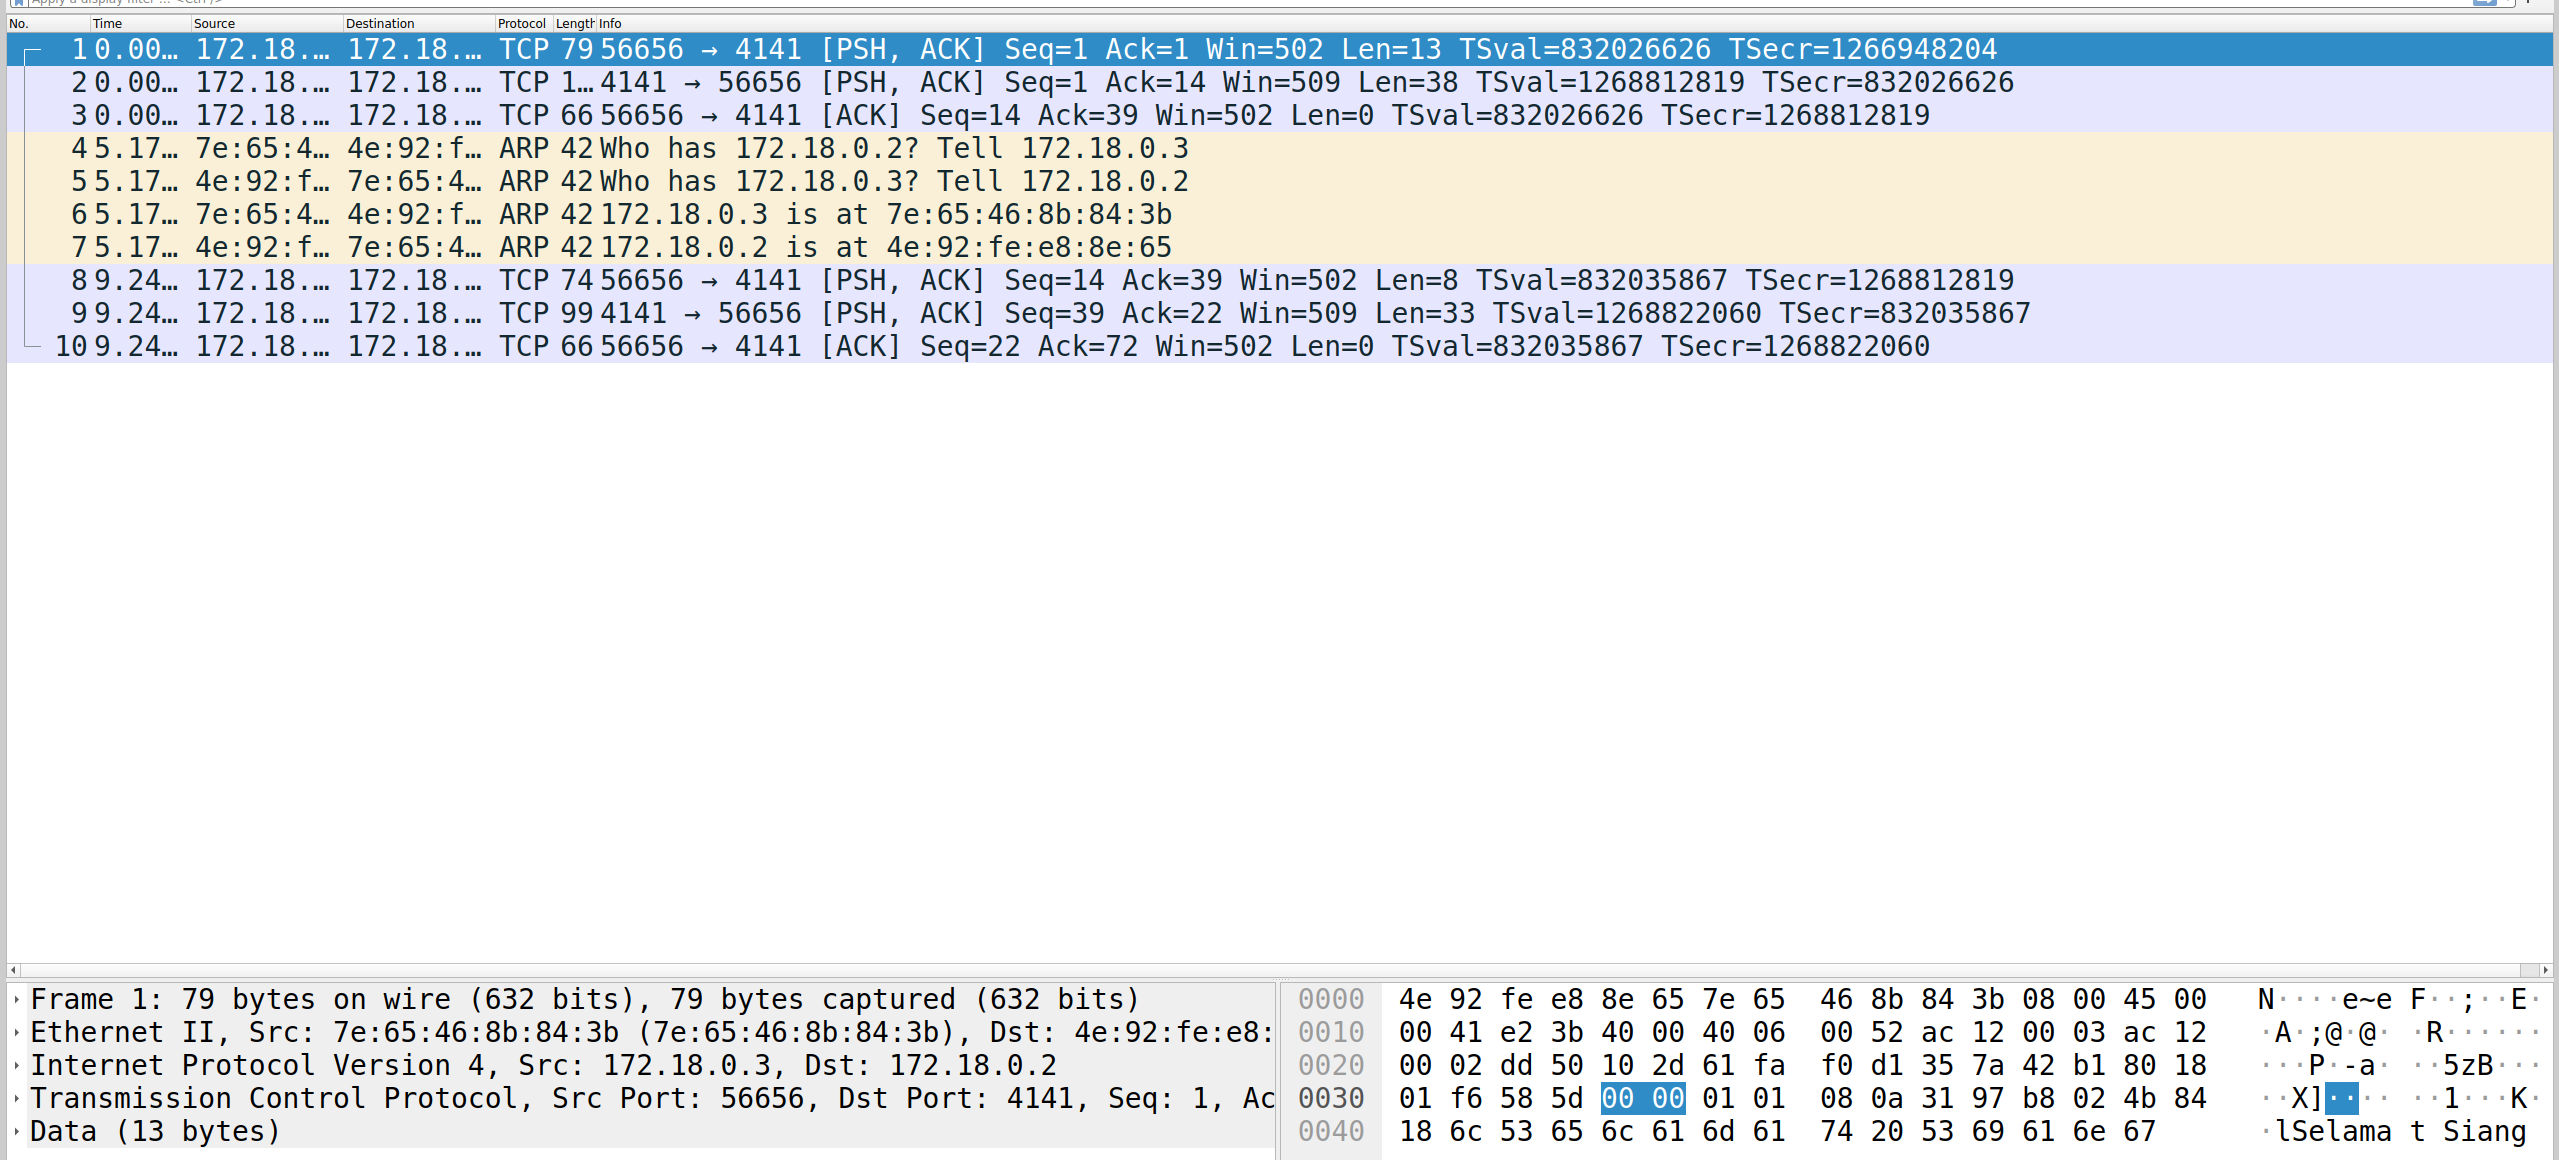 Apply a display filter … <Ctrl-/>
No. Time Source Destination Protocol Length Info
1 0.00… 172.18.… 172.18.… TCP 79 56656 → 4141 [PSH, ACK] Seq=1 Ack=1 Win=502 Len=13 TSval=832026626 TSecr=1266948204
2 0.00… 172.18.… 172.18.… TCP 1… 4141 → 56656 [PSH, ACK] Seq=1 Ack=14 Win=509 Len=38 TSval=1268812819 TSecr=832026626
3 0.00… 172.18.… 172.18.… TCP 66 56656 → 4141 [ACK] Seq=14 Ack=39 Win=502 Len=0 TSval=832026626 TSecr=1268812819
4 5.17… 7e:65:4… 4e:92:f… ARP 42 Who has 172.18.0.2? Tell 172.18.0.3
5 5.17… 4e:92:f… 7e:65:4… ARP 42 Who has 172.18.0.3? Tell 172.18.0.2
6 5.17… 7e:65:4… 4e:92:f… ARP 42 172.18.0.3 is at 7e:65:46:8b:84:3b
7 5.17… 4e:92:f… 7e:65:4… ARP 42 172.18.0.2 is at 4e:92:fe:e8:8e:65
8 9.24… 172.18.… 172.18.… TCP 74 56656 → 4141 [PSH, ACK] Seq=14 Ack=39 Win=502 Len=8 TSval=832035867 TSecr=1268812819
9 9.24… 172.18.… 172.18.… TCP 99 4141 → 56656 [PSH, ACK] Seq=39 Ack=22 Win=509 Len=33 TSval=1268822060 TSecr=832035867
10 9.24… 172.18.… 172.18.… TCP 66 56656 → 4141 [ACK] Seq=22 Ack=72 Win=502 Len=0 TSval=832035867 TSecr=1268822060
Frame 1: 79 bytes on wire (632 bits), 79 bytes captured (632 bits)
Ethernet II, Src: 7e:65:46:8b:84:3b (7e:65:46:8b:84:3b), Dst: 4e:92:fe:e8:
Internet Protocol Version 4, Src: 172.18.0.3, Dst: 172.18.0.2
Transmission Control Protocol, Src Port: 56656, Dst Port: 4141, Seq: 1, Ac
Data (13 bytes)
0000 4e 92 fe e8 8e 65 7e 65 46 8b 84 3b 08 00 45 00 N····e~e F··;··E·
0010 00 41 e2 3b 40 00 40 06 00 52 ac 12 00 03 ac 12 ·A·;@·@· ·R······
0020 00 02 dd 50 10 2d 61 fa f0 d1 35 7a 42 b1 80 18 ···P·-a· ··5zB···
0030 01 f6 58 5d 00 00 01 01 08 0a 31 97 b8 02 4b 84 ··X]···· ··1···K·
0040 18 6c 53 65 6c 61 6d 61 74 20 53 69 61 6e 67 ·lSelama t Siang